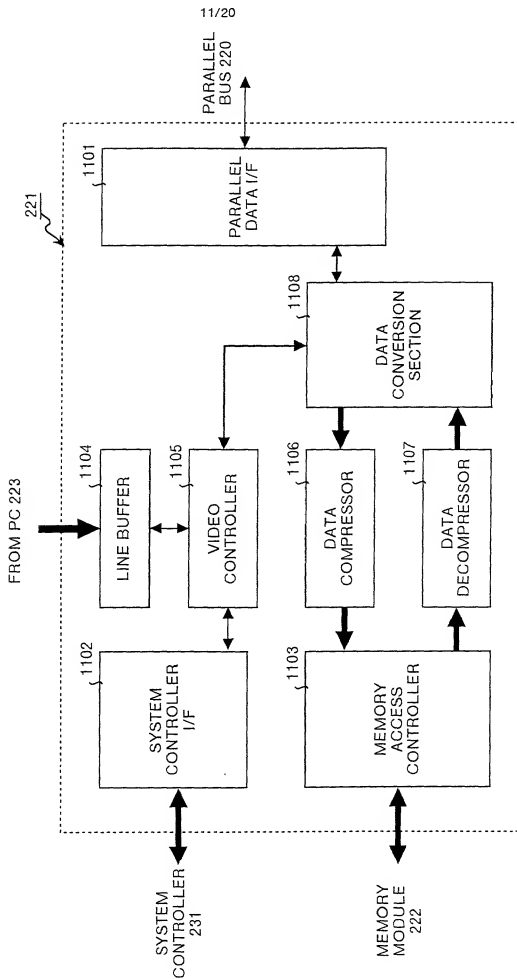 11/20
PARALLEL
BUS 220
221
1101
PARALLEL
DATA I/F
1108
DATA
CONVERSION
SECTION
FROM PC 223
1104
LINE BUFFER
1105
VIDEO
CONTROLLER
1106
DATA
COMPRESSOR
1107
DATA
DECOMPRESSOR
1102
SYSTEM
CONTROLLER
I/F
1103
MEMORY
ACCESS
CONTROLLER
SYSTEM
CONTROLLER
231
MEMORY
MODULE
222